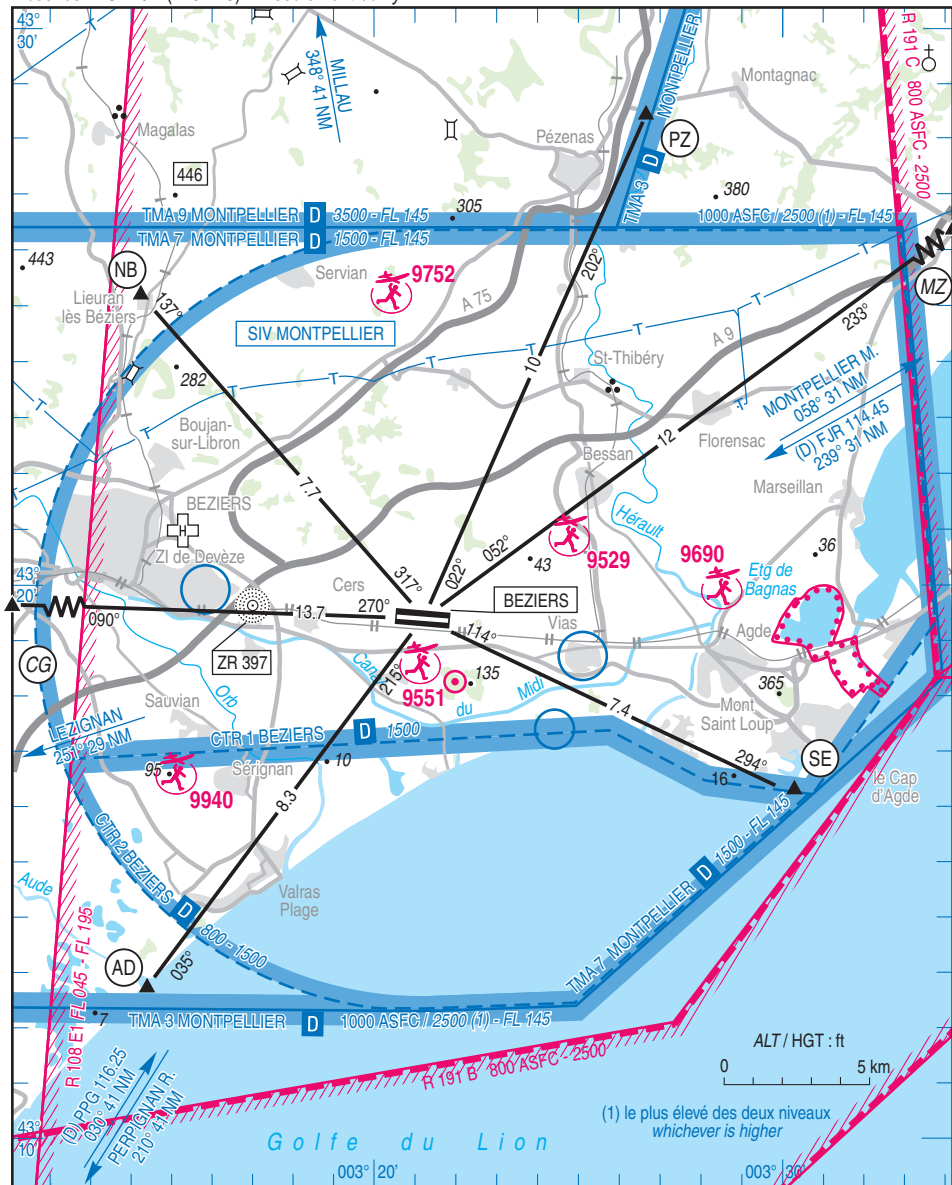 43°
30'
MILLAU
348° 41 NM
Montagnac
R 191 C 800 ASFC - 2500
Magalas
Pézenas
PZ
TMA 3 D MONTPELLIER
446
380
305
TMA 9 MONTPELLIER D 3500 - FL 145
1000 ASFC / 2500 (1) - FL 145
TMA 7 MONTPELLIER D 1500 - FL 145
443
NB
Servian
9752
202°
MZ
Lieuran
lès Béziers
137°
A 75
233°
SIV MONTPELLIER
A 9
T
T
T
T
T
T
T
T
St-Thibéry
282
10
MONTPELLIER M.
058° 31 NM
(D) FJR 114.45
239° 31 NM
Boujan-
sur-Libron
12
Florensac
Bessan
7.7
Marseillan
BEZIERS
H
Hérault
ZI de Devèze
052°
9529
9690
36
43
43°
20'
317°
022°
Etg de
Bagnas
Cers
090°
13.7
270°
BEZIERS
Vias
CG
114°
Agde
ZR 397
Canal
du
Midi
215°
9551
135
365
Sauvian
Orb
7.4
Mont
Saint Loup
LEZIGNAN
251° 29 NM
CTR 1 BEZIERS D 1500
SE
294°
95
Sérignan
10
16
9940
le Cap
d'Agde
8.3
CTR 2 BEZIERS D 800 - 1500
TMA 7 MONTPELLIER D 1500 - FL 145
Aude
Valras
Plage
AD
035°
7
TMA 3 MONTPELLIER D 1000 ASFC / 2500 (1) - FL 145
R 108 E1 FL 045 - FL 195
ALT / HGT : ft
0 5 km
R 191 B 800 ASFC - 2500
(D) PPG 116.25
030° 41 NM
PERPIGNAN R.
210° 41 NM
(1) le plus élevé des deux niveaux
whichever is higher
43°
10'
Golfe du Lion
003° 20'
003° 30'